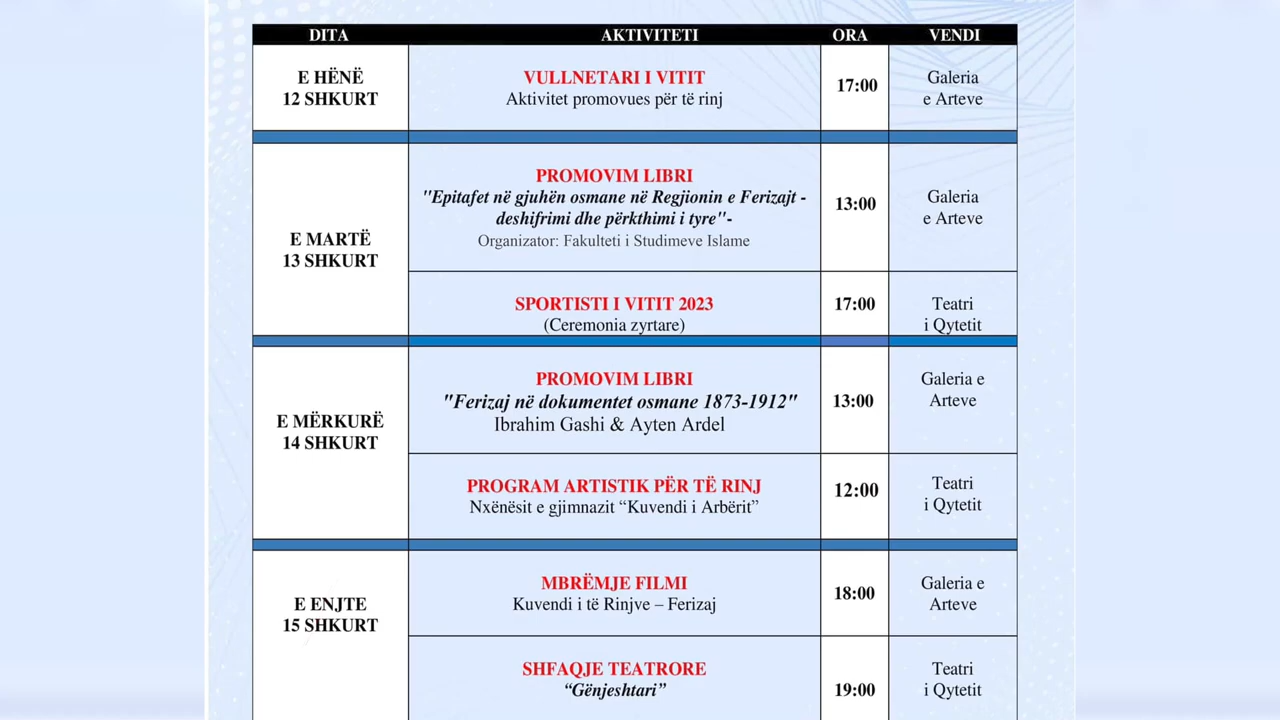 DITA AKTIVITETI ORA VENDI
E HËNË
12 SHKURT
VULLNETARI I VITIT
Aktivitet promovues për të rinj
17:00
Galeria
e Arteve
E MARTË
13 SHKURT
PROMOVIM LIBRI
"Epitafet në gjuhën osmane në Regjionin e Ferizajt -
deshifrimi dhe përkthimi i tyre"-
Organizator: Fakulteti i Studimeve Islame
13:00
Galeria
e Arteve
SPORTISTI I VITIT 2023
(Ceremonia zyrtare)
17:00
Teatri
i Qytetit
E MËRKURË
14 SHKURT
PROMOVIM LIBRI
"Ferizaj në dokumentet osmane 1873-1912"
Ibrahim Gashi & Ayten Ardel
13:00
Galeria e
Arteve
PROGRAM ARTISTIK PËR TË RINJ
Nxënësit e gjimnazit “Kuvendi i Arbërit”
12:00
Teatri
i Qytetit
E ENJTE
15 SHKURT
MBRËMJE FILMI
Kuvendi i të Rinjve – Ferizaj
18:00
Galeria e
Arteve
SHFAQJE TEATRORE
“Gënjeshtari”
19:00
Teatri
i Qytetit